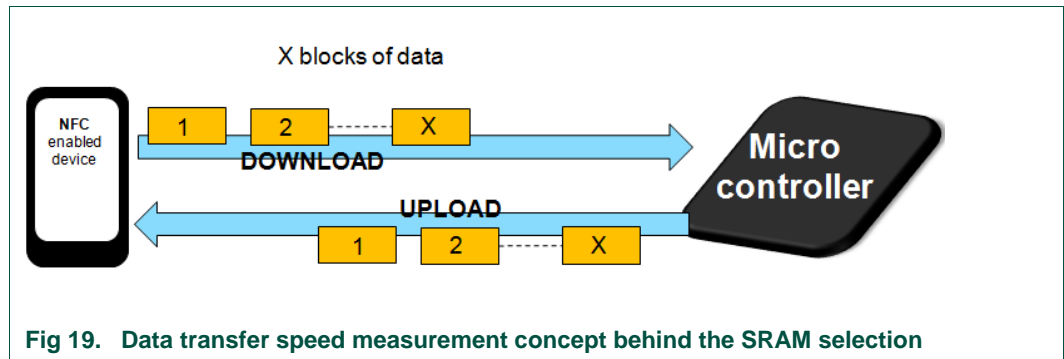 X blocks of data
NFC
enabled
device
1 2 X
DOWNLOAD
Micro
controller
UPLOAD
1 2 X
Fig 19. Data transfer speed measurement concept behind the SRAM selection